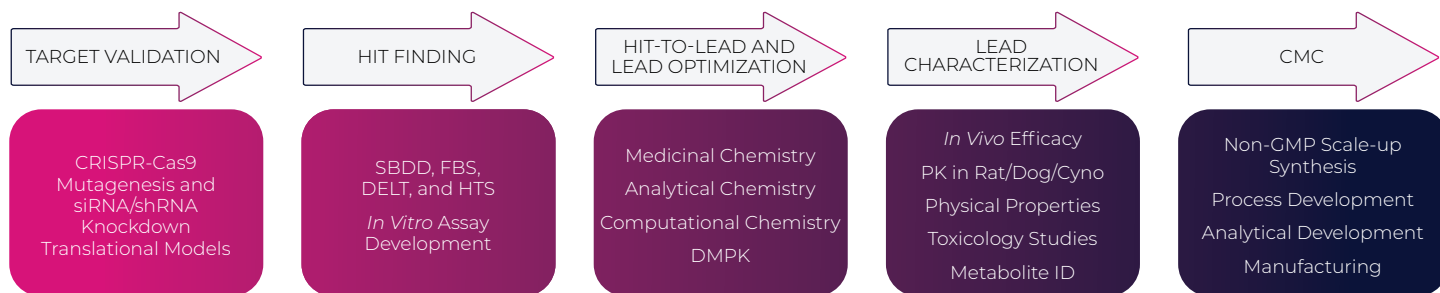 TARGET VALIDATION
HIT FINDING
HIT-TO-LEAD AND
LEAD OPTIMIZATION
LEAD
CHARACTERIZATION
CMC
CRISPR-Cas9
Mutagenesis and
siRNA/shRNA
Knockdown
Translational Models
SBDD, FBS,
DELT, and HTS
In Vitro Assay
Development
Medicinal Chemistry
Analytical Chemistry
Computational Chemistry
DMPK
In Vivo Efficacy
PK in Rat/Dog/Cyno
Physical Properties
Toxicology Studies
Metabolite ID
Non-GMP Scale-up
Synthesis
Process Development
Analytical Development
Manufacturing